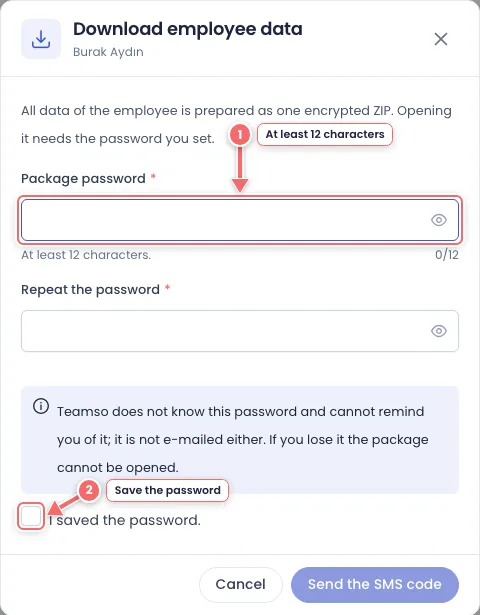 Download employee data
Burak Aydın
All data of the employee is prepared as one encrypted ZIP. Opening
it needs the password you set.
1
At least 12 characters
Package password *
At least 12 characters.
0/12
Repeat the password *
Teamso does not know this password and cannot remind
you of it; it is not e-mailed either. If you lose it the package
cannot be opened.
2
Save the password
I saved the password.
Cancel
Send the SMS code